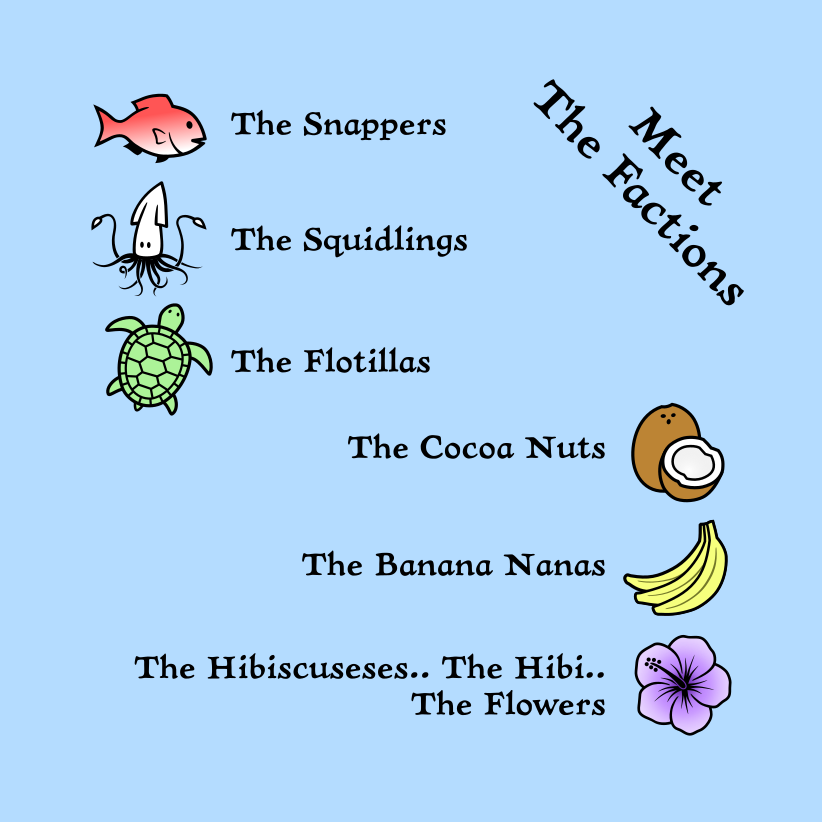 Meet
The Factions
The Snappers
The Squidlings
The Flotillas
The Cocoa Nuts
The Banana Nanas
The Hibiscuseses.. The Hibi..
The Flowers